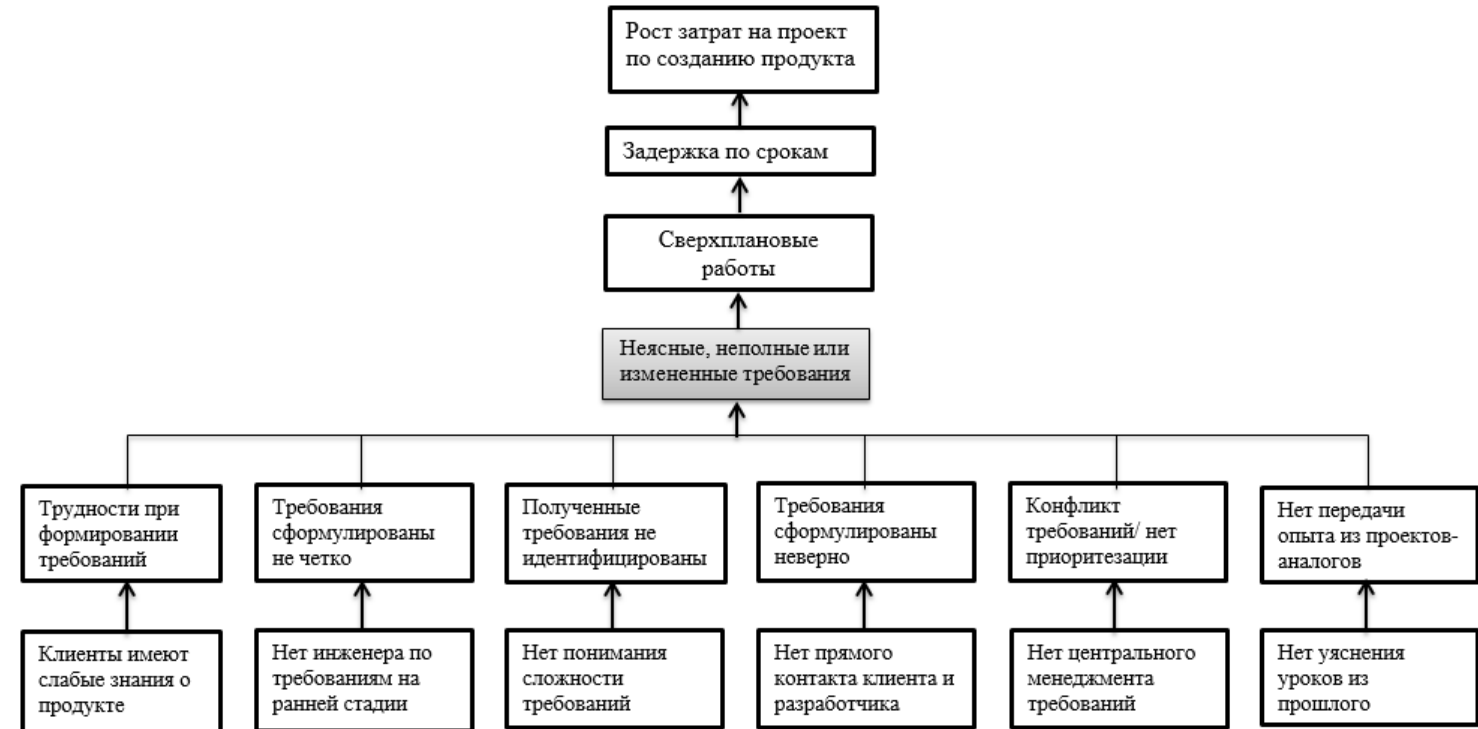 Рост затрат на проект
по созданию продукта
Задержка по срокам
Сверхплановые
работы
Неясные, неполные или
измененные требования
Трудности при
формировании
требований
Требования
сформулированы
не четко
Полученные
требования не
идентифицированы
Требования
сформулированы
неверно
Конфликт
требований/ нет
приоритезации
Нет передачи
опыта из проектов-
аналогов
Клиенты имеют
слабые знания о
продукте
Нет инженера по
требованиям на
ранней стадии
Нет понимания
сложности
требований
Нет прямого
контакта клиента и
разработчика
Нет центрального
менеджмента
требований
Нет уяснения
уроков из
прошлого